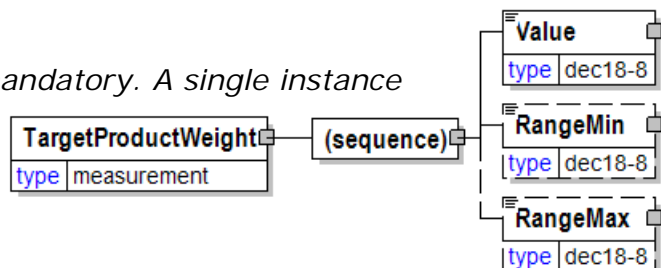 Value
type dec18-8
andatory. A single instance
RangeMin
type dec18-8
TargetProductWeight
type measurement
(sequence)
RangeMax
type dec18-8